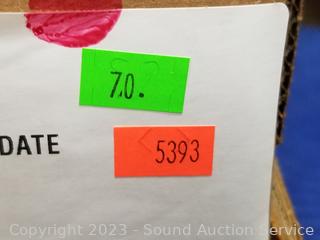 70.
DATE
5393
Copyright © 2023 - Sound Auction Service